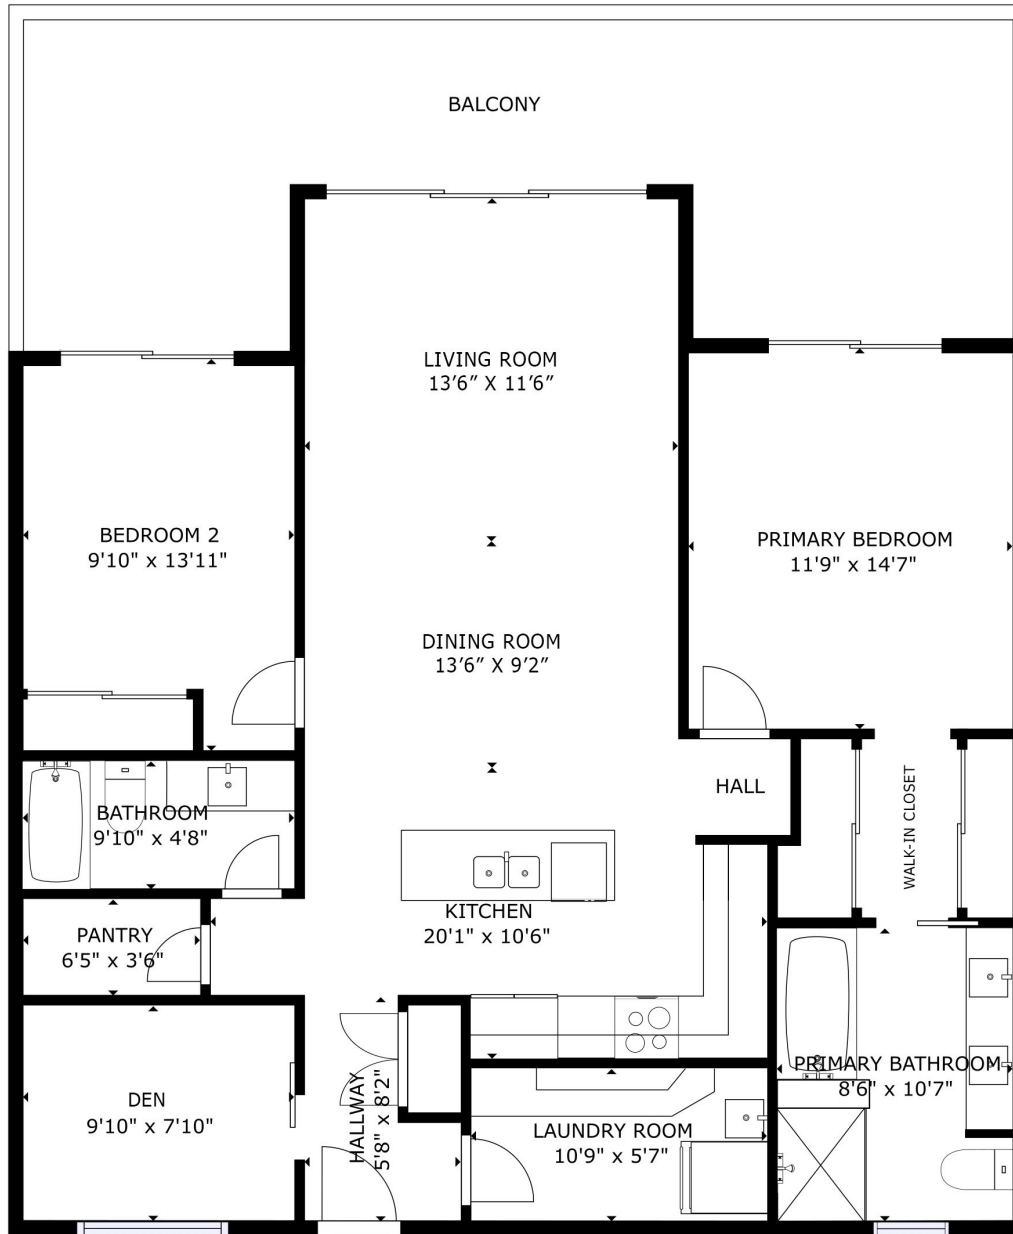 BALCONY
LIVING ROOM
13’6” X 11’6”
BEDROOM 2
9'10" x 13'11"
PRIMARY BEDROOM
11'9" x 14'7"
DINING ROOM
13’6” X 9’2”
HALL
WALK-IN CLOSET
BATHROOM
9'10" x 4'8"
KITCHEN
20'1" x 10'6"
PANTRY
6'5" x 3'6"
PRIMARY BATHROOM
8'6" x 10'7"
DEN
9'10" x 7'10"
HALLWAY
5'8" x 8'2"
LAUNDRY ROOM
10'9" x 5'7"